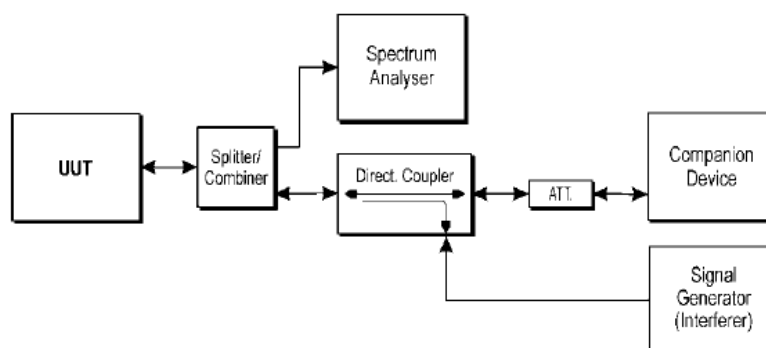 Spectrum
Analyser
UUT
Splitter/
Combiner
Direct. Coupler
ATT.
Companion
Device
Signal
Generator
(Interferer)